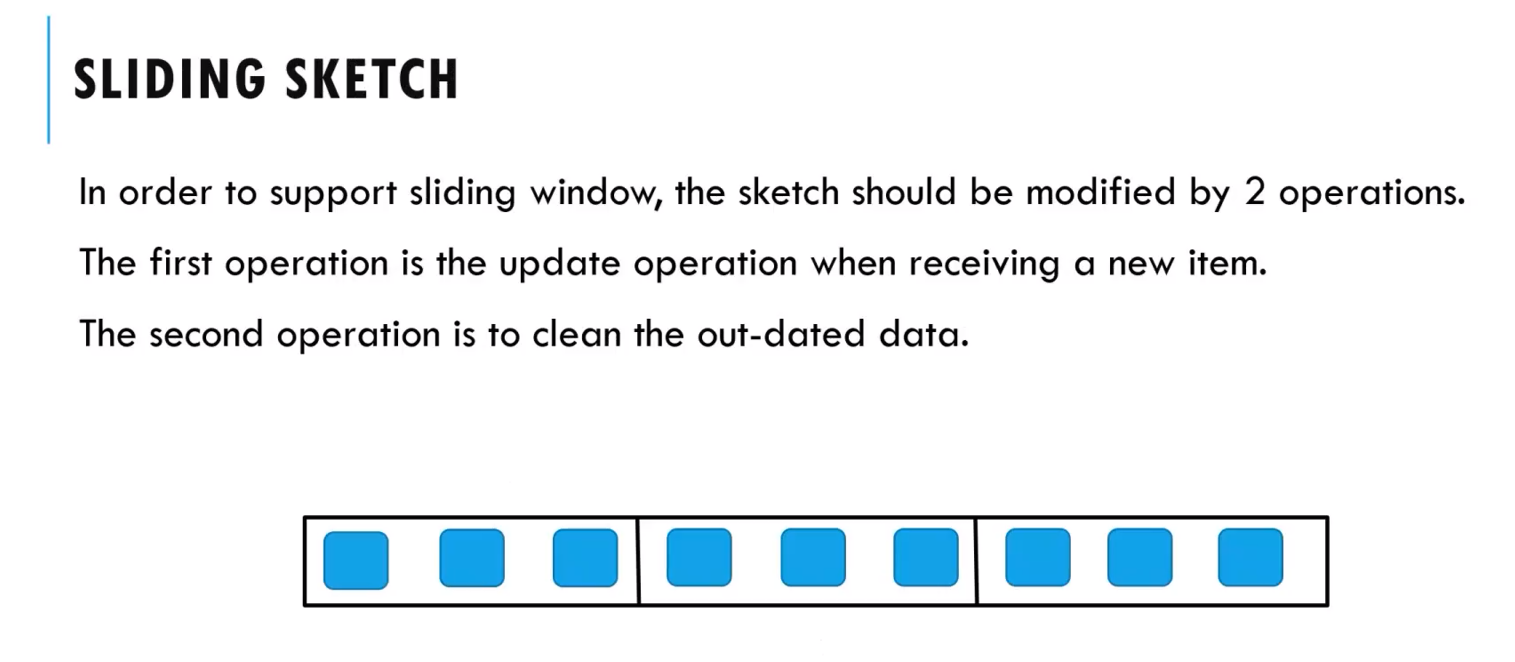 SLIDING SKETCH
In order to support sliding window, the sketch should be modified by 2 operations.
The first operation is the update operation when receiving a new item.
The second operation is to clean the out-dated data.